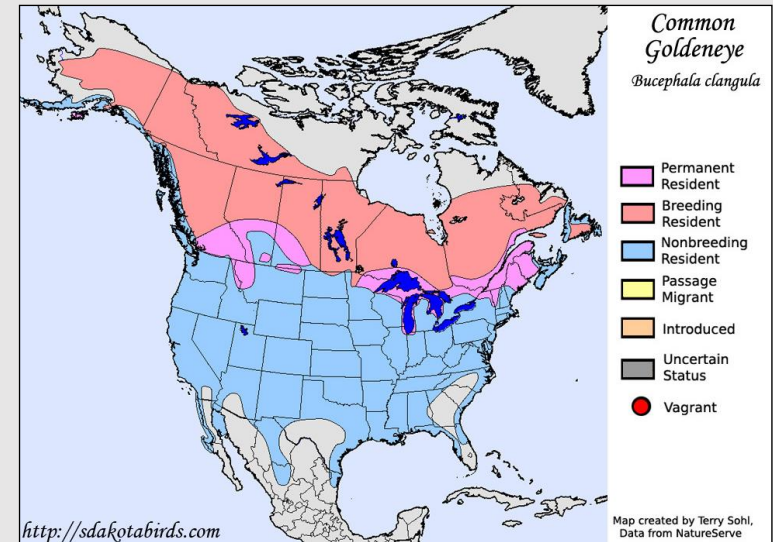 Common
Goldeneye
Bucephala clangula
Permanent
Resident
Breeding
Resident
Nonbreeding
Resident
Passage
Migrant
Introduced
Uncertain
Status
Vagrant
http://sdakotabirds.com
Map created by Terry Sohl,
Data from NatureServe